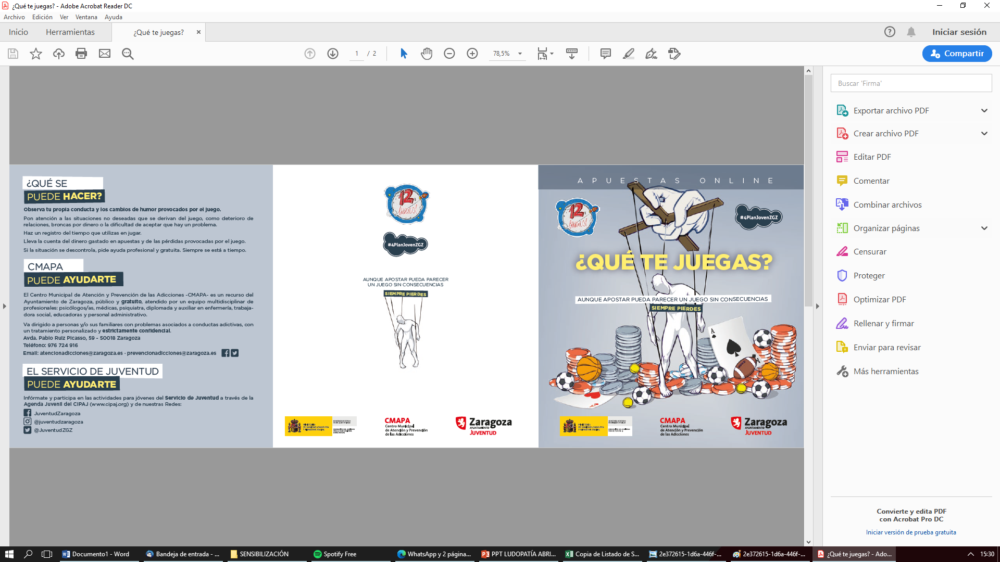 ¿Qué te juegas? - Adobe Acrobat Reader DC
Archivo Edición Ver Ventana Ayuda
Inicio Herramientas ¿Qué te juegas? Iniciar sesión
1 / 2 78,5% Compartir
¿QUÉ SE
PUEDE HACER?
Observa tu propia conducta y los cambios de humor provocados por el juego.
Pon atención a las situaciones no deseadas que se derivan del juego, como deterioro de
relaciones, broncas por dinero o la dificultad de aceptar que hay un problema.
Haz un registro del tiempo que utilizas en jugar.
Lleva la cuenta del dinero gastado en apuestas y de las pérdidas provocadas por el juego.
Si la situación se descontrola, pide ayuda profesional y gratuita. Siempre se está a tiempo.
CMAPA
PUEDE AYUDARTE
El Centro Municipal de Atención y Prevención de las Adicciones -CMAPA- es un recurso del
Ayuntamiento de Zaragoza, público y gratuito, atendido por un equipo multidisciplinar de
profesionales: psicólogos/as, médicas, psiquiatra, diplomada y auxiliar en enfermería, trabaja-
dora social, educadoras y personal administrativo.
Va dirigido a personas y/o sus familiares con problemas asociados a conductas adictivas, con
un tratamiento personalizado y estrictamente confidencial.
Avda. Pablo Ruiz Picasso, 59 - 50018 Zaragoza
Teléfono: 976 724 916
Email: atencionadicciones@zaragoza.es · prevencionadicciones@zaragoza.es
EL SERVICIO DE JUVENTUD
PUEDE AYUDARTE
Infórmate y participa en las actividades para jóvenes del Servicio de Juventud a través de la
Agenda Juvenil del CIPAJ (www.cipaj.org) y de nuestras Redes:
JuventudZaragoza
@juventudzaragoza
@JuventudZGZ
12
lunas!
#4PlanJovenZGZ
AUNQUE APOSTAR PUEDA PARECER
UN JUEGO SIN CONSECUENCIAS
SIEMPRE PIERDES
MINISTERIO
DE SANIDAD, CONSUMO
Y BIENESTAR SOCIAL
CMAPA
Centro Municipal
de Atención y Prevención
de las Adicciones
Zaragoza
AYUNTAMIENTO
JUVENTUD
APUESTAS ONLINE
12
lunas!
#4PlanJovenZGZ
¿QUÉ TE JUEGAS?
AUNQUE APOSTAR PUEDA PARECER UN JUEGO SIN CONSECUENCIAS
SIEMPRE PIERDES
A
MINISTERIO
DE SANIDAD, CONSUMO
Y BIENESTAR SOCIAL
CMAPA
Centro Municipal
de Atención y Prevención
de las Adicciones
Zaragoza
AYUNTAMIENTO
JUVENTUD
Buscar 'Firma'
Exportar archivo PDF
Crear archivo PDF
Editar PDF
Comentar
Combinar archivos
Organizar páginas
Censurar
Proteger
Optimizar PDF
Rellenar y firmar
Enviar para revisar
Más herramientas
Convierte y edita PDF
con Acrobat Pro DC
Iniciar versión de prueba gratuita
Documento1 - Word
Bandeja de entrada - ...
SENSIBILIZACIÓN
Spotify Free
WhatsApp y 2 página...
PPT LUDOPATÍA ABRI...
Copia de Listado de S...
2e372615-1d6a-446f-...
2e372615-1d6a-446f-...
¿Qué te juegas? - Ado...
15:30